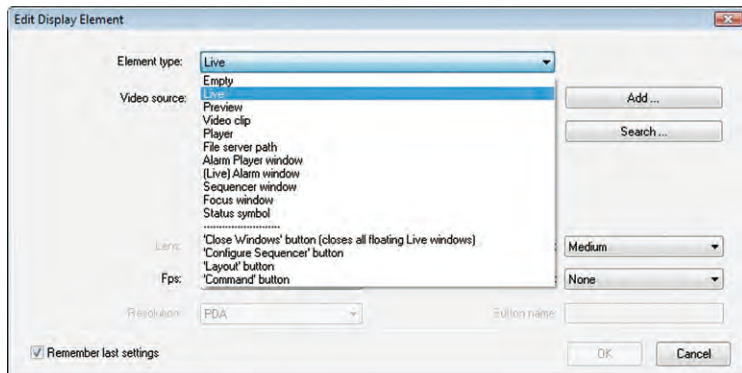 Edit Display Element
Element type: Live
Empty
Video source: Live Add ...
Preview
Video clip
Player Search ...
File server path
Alarm Player window
(Live) Alarm window
Sequencer window
Focus window
Status symbol
------------------------
'Close Windows' button (closes all floating Live windows)
Lens: 'Configure Sequencer' button : Medium
'Layout' button
Fps: 'Command' button : None
Resolution: PDA Button name:
Remember last settings OK Cancel